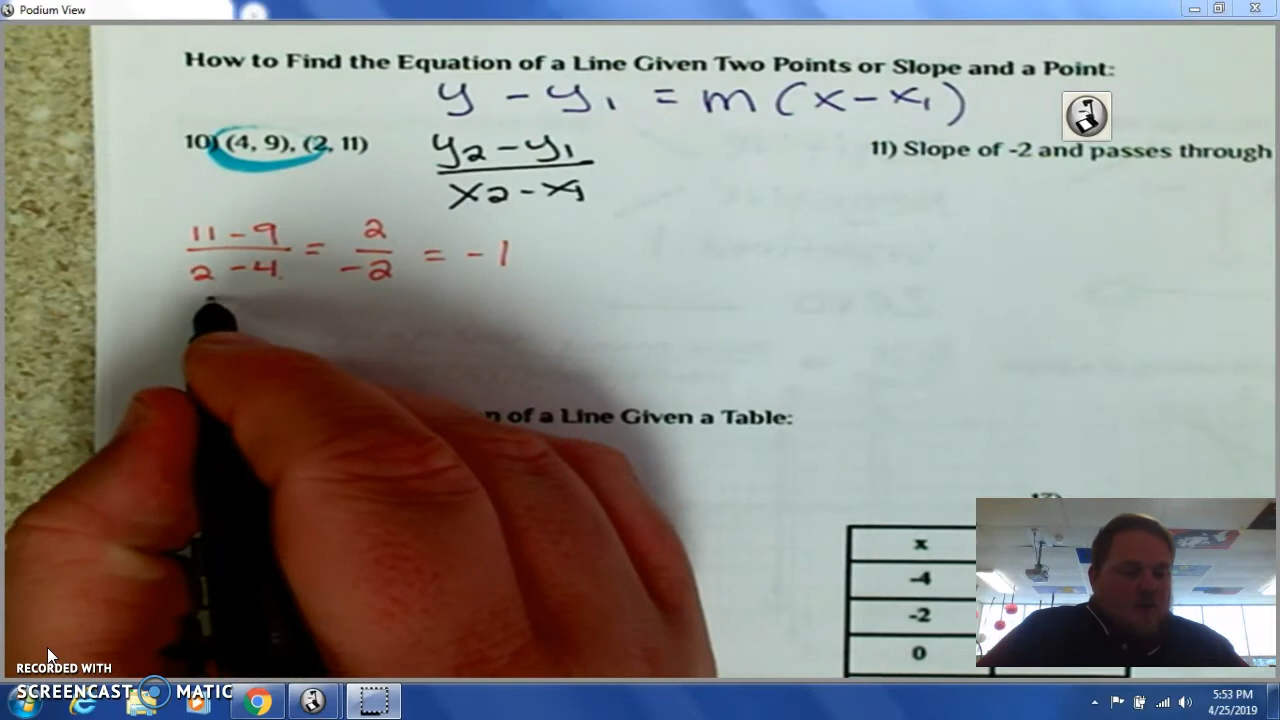 Podium View
How to Find the Equation of a Line Given Two Points or Slope and a Point:
y - y₁ = m(x - x₁)
10) (4, 9), (2, 11)
y₂ - y₁
x₂ - x₁
11) Slope of -2 and passes through
11 - 9 / 2 - 4 = 2 / -2 = -1
of a Line Given a Table:
x
-4
-2
0
RECORDED WITH
SCREENCAST MATIC
5:53 PM
4/25/2019